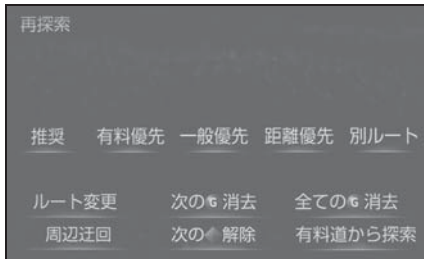 再探索
推奨 有料優先 一般優先 距離優先 別ルート
ルート変更 次のG消去 全てのG消去
周辺迂回 次の 解除 有料道から探索